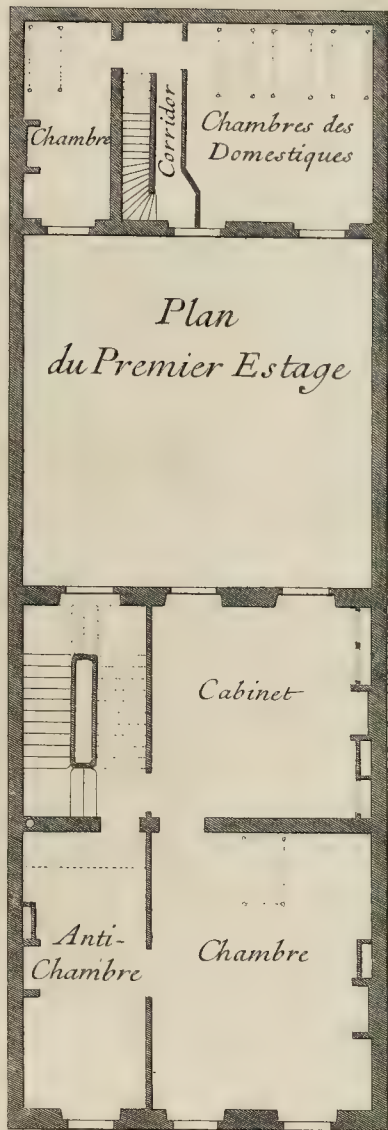 Chambre
Corridor
Chambres des
Domestiques
Plan
du Premier Estage
Cabinet
Anti-
Chambre
Chambre